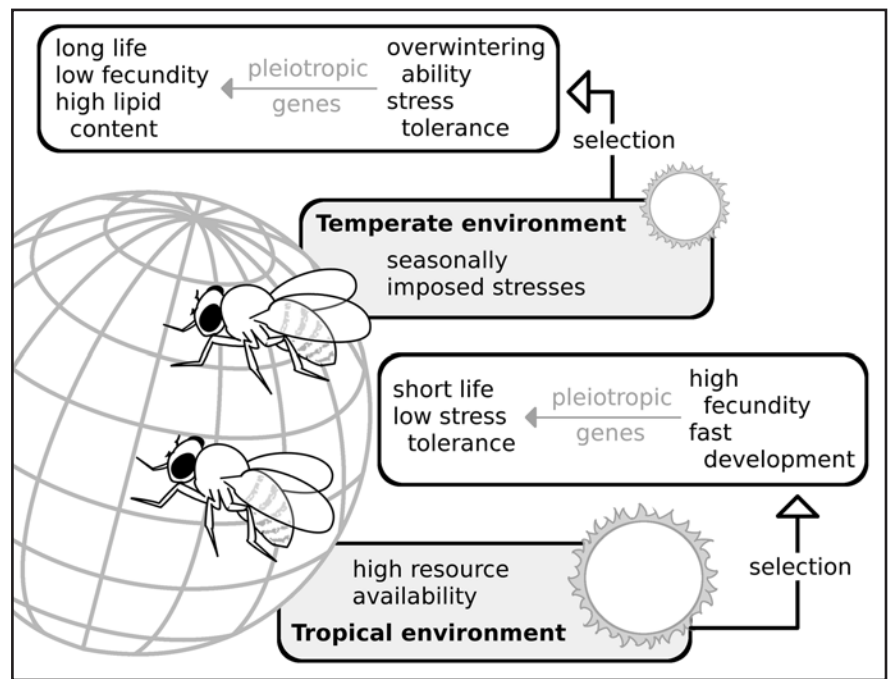 long life
low fecundity
high lipid
content
pleiotropic
genes
overwintering
ability
stress
tolerance
selection
Temperate environment
seasonally
imposed stresses
short life
low stress
tolerance
pleiotropic
genes
high
fecundity
fast
development
selection
high resource
availability
Tropical environment